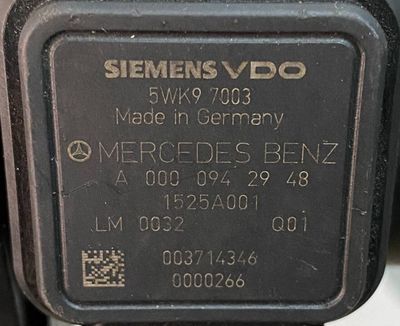 SIEMENS VDO
5WK9 7003
Made in Germany
MERCEDES BENZ
A 000 094 29 48
1525A001
LM 0032 Q01
003714346
0000266